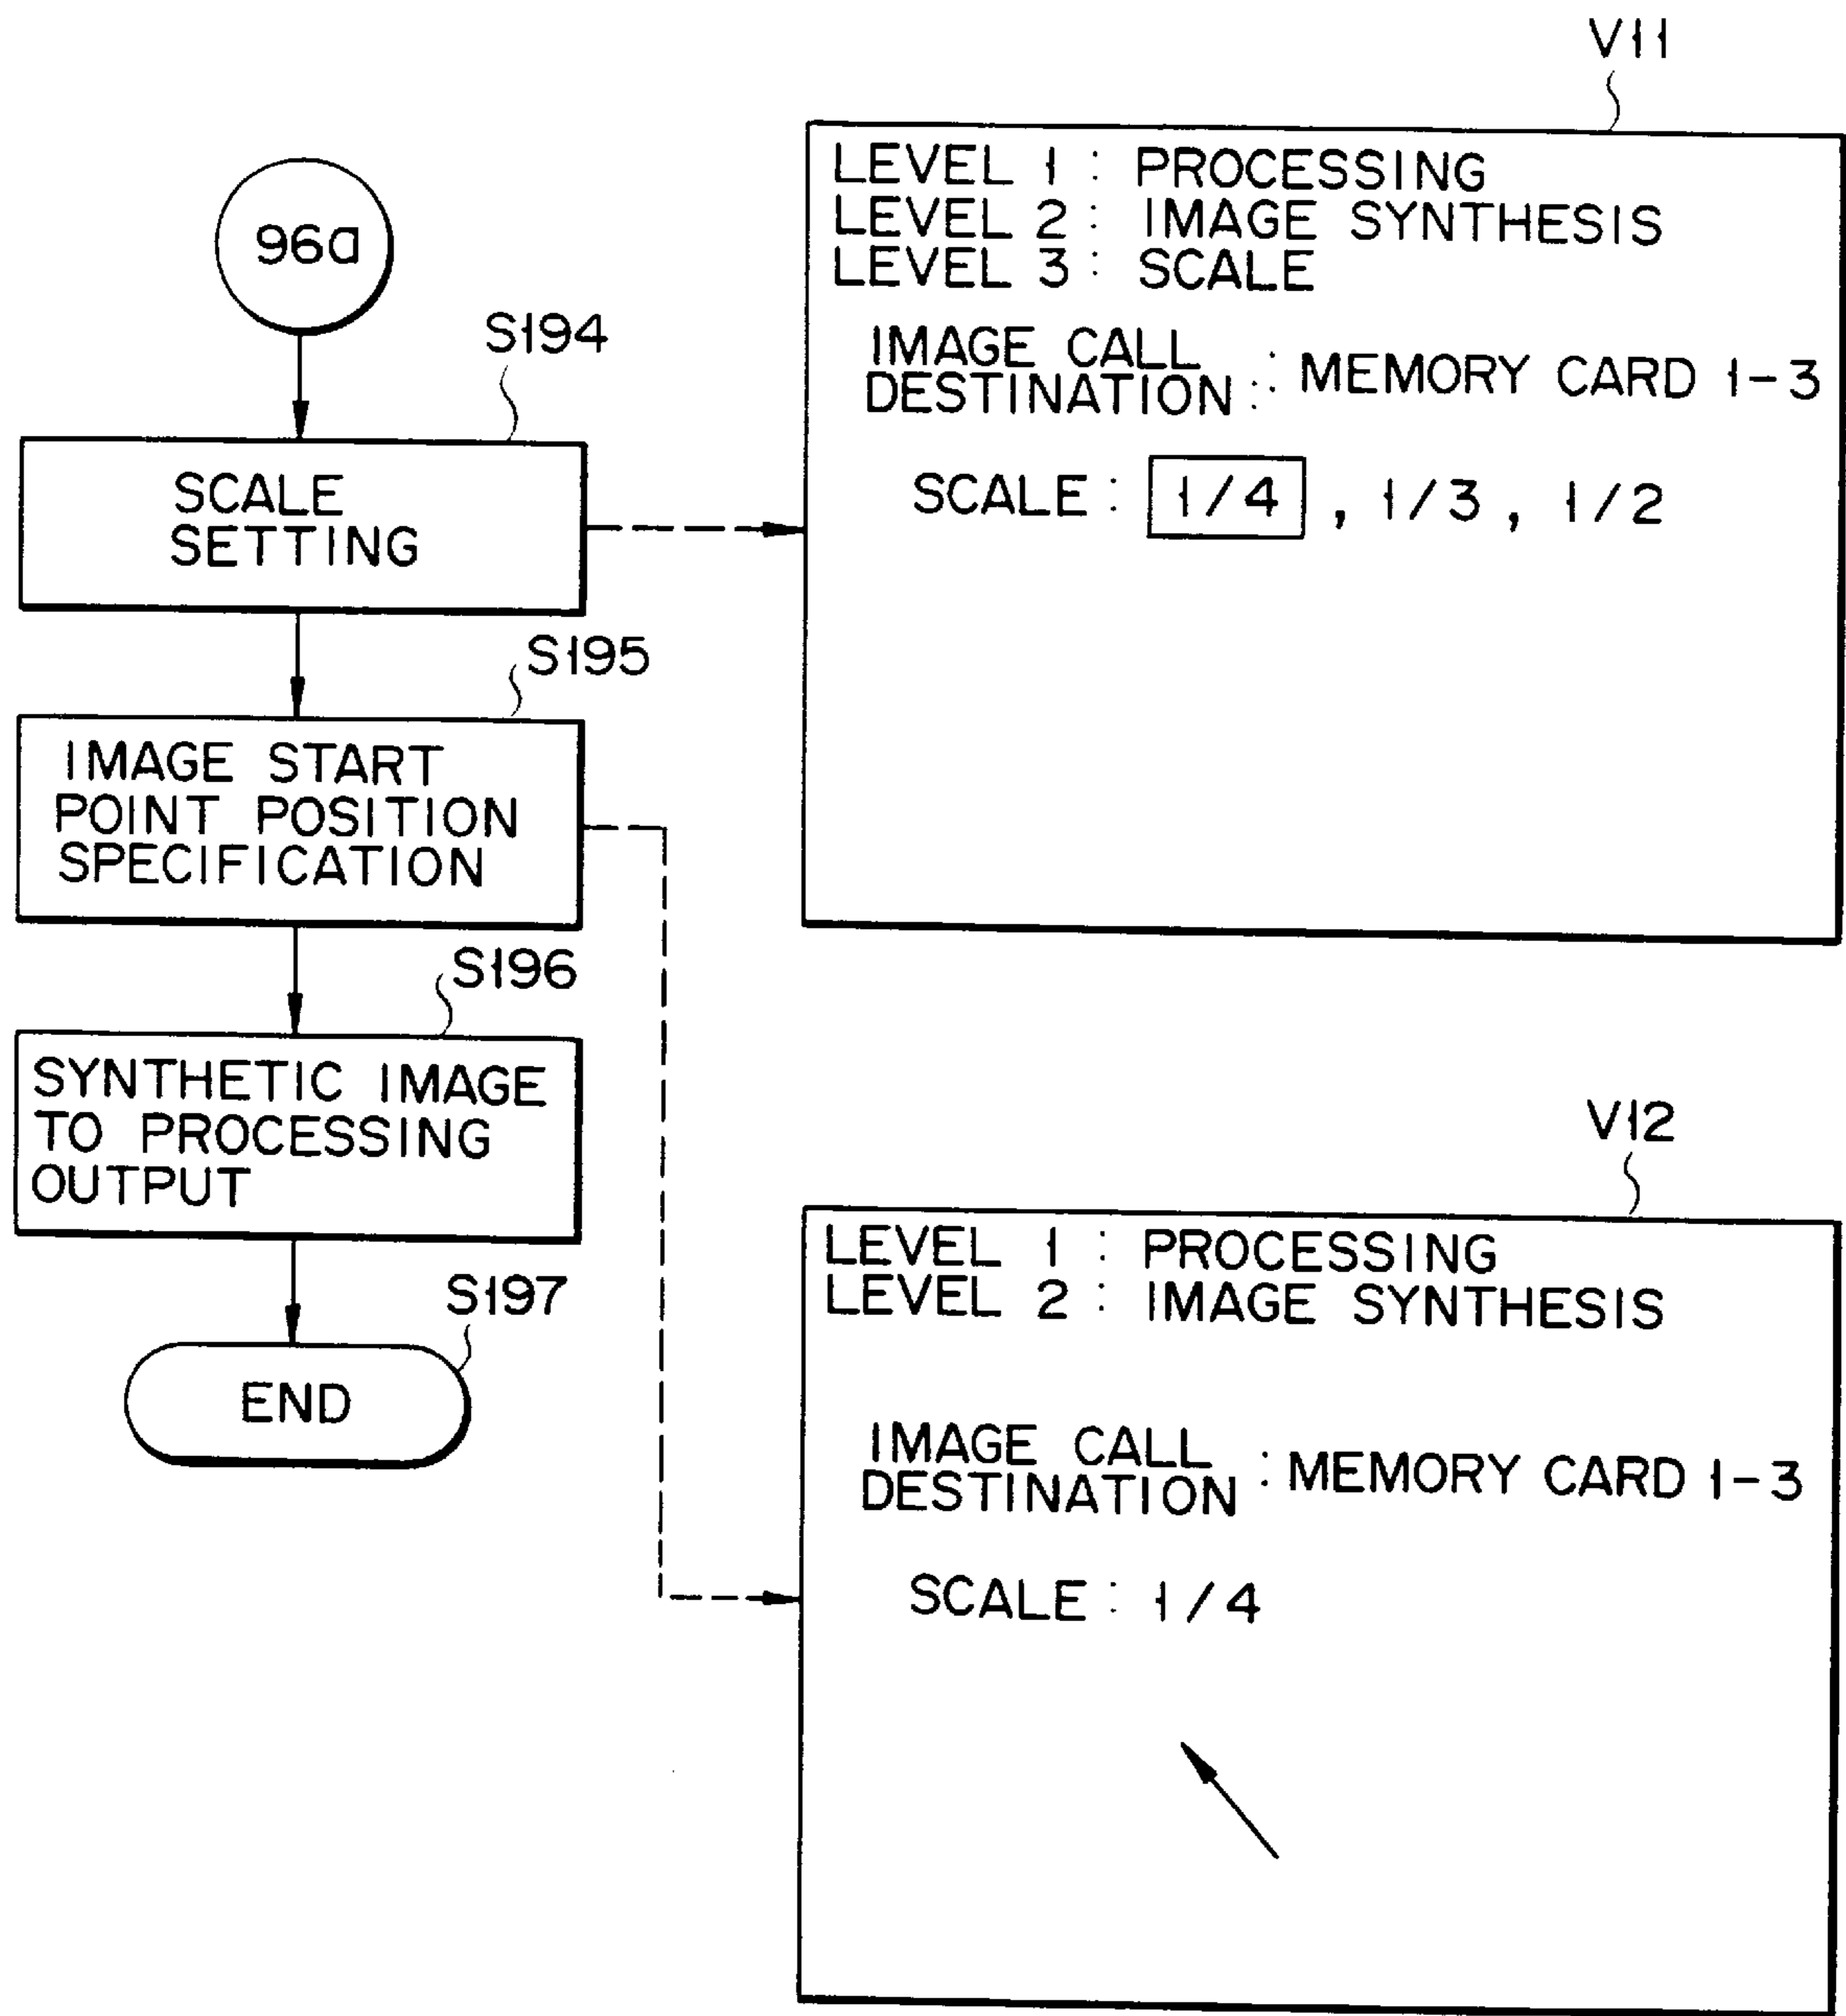 96a
S194
SCALE
SETTING
S195
IMAGE START
POINT POSITION
SPECIFICATION
S196
SYNTHETIC IMAGE
TO PROCESSING
OUTPUT
S197
END
V11
LEVEL 1 : PROCESSING
LEVEL 2 : IMAGE SYNTHESIS
LEVEL 3 : SCALE
IMAGE CALL
DESTINATION : MEMORY CARD 1-3
SCALE : 1/4 , 1/3 , 1/2
V12
LEVEL 1 : PROCESSING
LEVEL 2 : IMAGE SYNTHESIS
IMAGE CALL
DESTINATION : MEMORY CARD 1-3
SCALE : 1/4